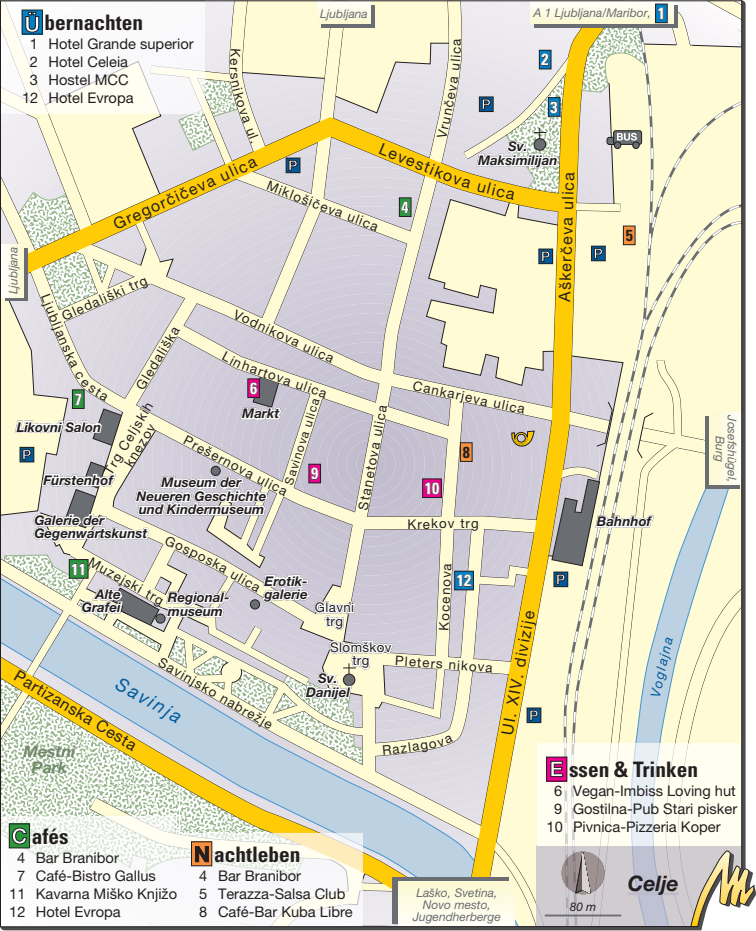 Übernachten
1 Hotel Grande superior
2 Hotel Celeia
3 Hostel MCC
12 Hotel Evropa
Ljubljana
A 1 Ljubljana/Maribor,
1
2
3
P
Kersnikova ul.
Vrunčeva ulica
Sv.
Maksimilijan
BUS
P
Gregorčičeva ulica
Levestikova ulica
Miklošičeva ulica
4
5
P
P
Aškerčeva ulica
Ljubljana
Gledališki trg
Ljubljanska cesta
Gledališka
Vodnikova ulica
Linhartova ulica
Cankarjeva ulica
6
Markt
7
Likovni Salon
Trg Celjskih
knezov
Prešernova ulica
Savinova ulica
Stanetova ulica
8
9
10
P
Fürstenhof
Museum der
Neueren Geschichte
und Kindermuseum
Galerie der
Gegenwartskunst
Krekov trg
Bahnhof
Josefshügel,
Burg
Gosposka ulica
11
Muzejski trg
Alte
Grafei
Regional-
museum
Erotik-
galerie
Glavni
trg
12
Kocenova
P
Slomškov
trg
Pleters nikova
Sv.
Danijel
Savinjsko nabrežje
Razlagova
Ul. XIV. divizije
P
Voglajna
Savinja
Partizanska Cesta
Mestni
Park
Essen & Trinken
6 Vegan-Imbiss Loving hut
9 Gostilna-Pub Stari pisker
10 Pivnica-Pizzeria Koper
Cafés
4 Bar Branibor
7 Café-Bistro Gallus
11 Kavarna Miško Knjižo
12 Hotel Evropa
Nachtleben
4 Bar Branibor
5 Terazza-Salsa Club
8 Café-Bar Kuba Libre
Laško, Svetina,
Novo mesto,
Jugendherberge
80 m
Celje